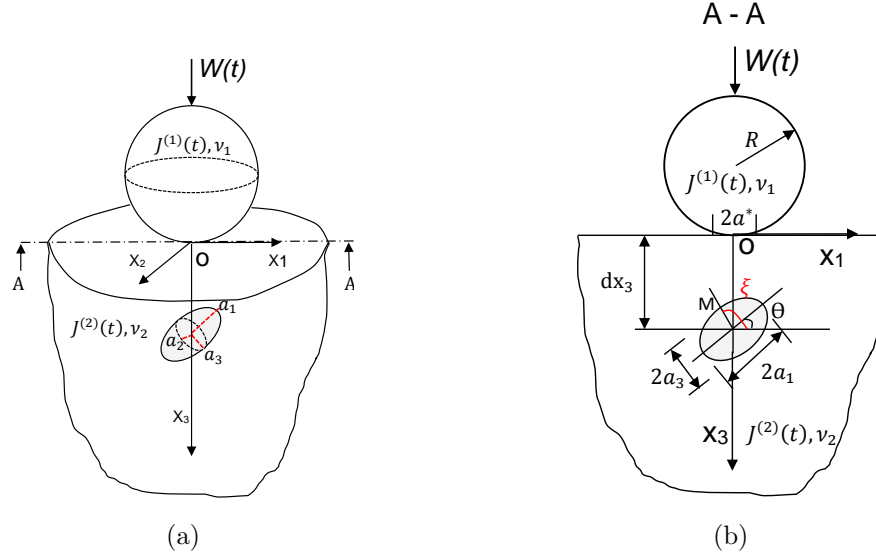 W(t)
J⁽¹⁾(t), ν₁
A
X₂
O
X1
A
J⁽²⁾(t), ν₂
a₁
a₂
a₃
X₃
(a)
A - A
W(t)
R
J⁽¹⁾(t), ν₁
2a*
O
X₁
dx₃
ξ
M
Θ
2a₃
2a₁
X₃
J⁽²⁾(t), ν₂
(b)